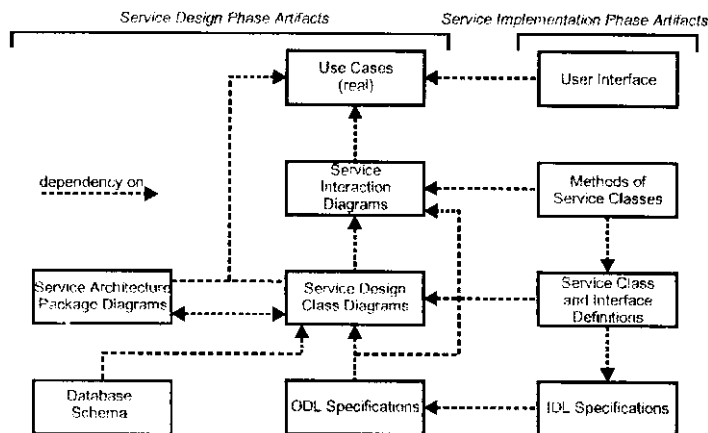 Service Design Phase Artifacts
Service Implementation Phase Artifacts
Use Cases
(real)
User Interface
dependency on
Service
Interaction
Diagrams
Methods of
Service Classes
Service Architecture
Package Diagrams
Service Design
Class Diagrams
Service Class
and Interface
Definitions
Database
Schema
ODL Specifications
IDL Specifications